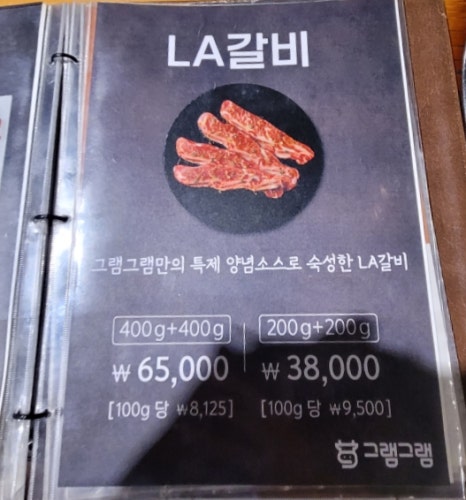 LA갈비
그램그램만의 특제 양념소스로 숙성한 LA갈비
400g+400g 200g+200g
₩ 65,000 ₩ 38,000
[100g 당 ₩8,125] [100g 당 ₩9,500]
그램그램